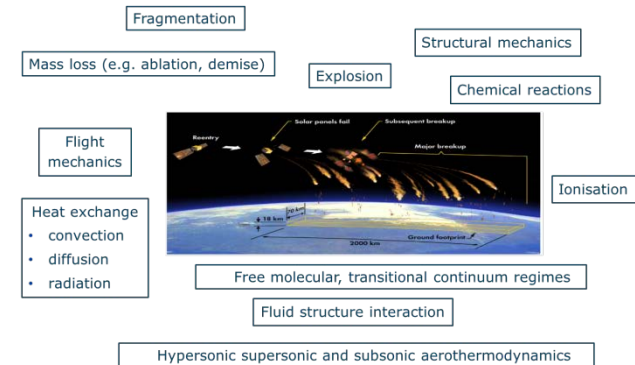 Fragmentation
Structural mechanics
Mass loss (e.g. ablation, demise)
Explosion
Chemical reactions
Solar panels fail
Subsequent breakup
Reentry
Major breakup
Flight
mechanics
Ionisation
Heat exchange
• convection
• diffusion
• radiation
70 km
18 km
Ground footprint
2000 km
Free molecular, transitional continuum regimes
Fluid structure interaction
Hypersonic supersonic and subsonic aerothermodynamics